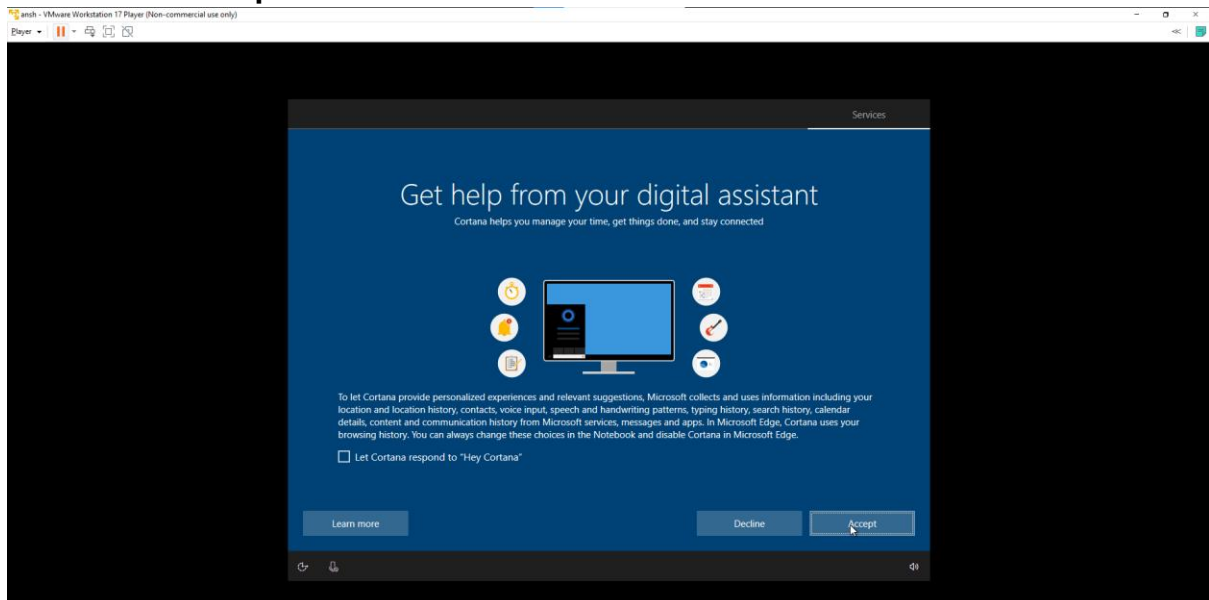 ansh - VMware Workstation 17 Player (Non-commercial use only)
Player
Services
Get help from your digital assistant
Cortana helps you manage your time, get things done, and stay connected
To let Cortana provide personalized experiences and relevant suggestions, Microsoft collects and uses information including your
location and location history, contacts, voice input, speech and handwriting patterns, typing history, search history, calendar
details, content and communication history from Microsoft services, messages and apps. In Microsoft Edge, Cortana uses your
browsing history. You can always change these choices in the Notebook and disable Cortana in Microsoft Edge.
Let Cortana respond to "Hey Cortana"
Learn more
Decline
Accept